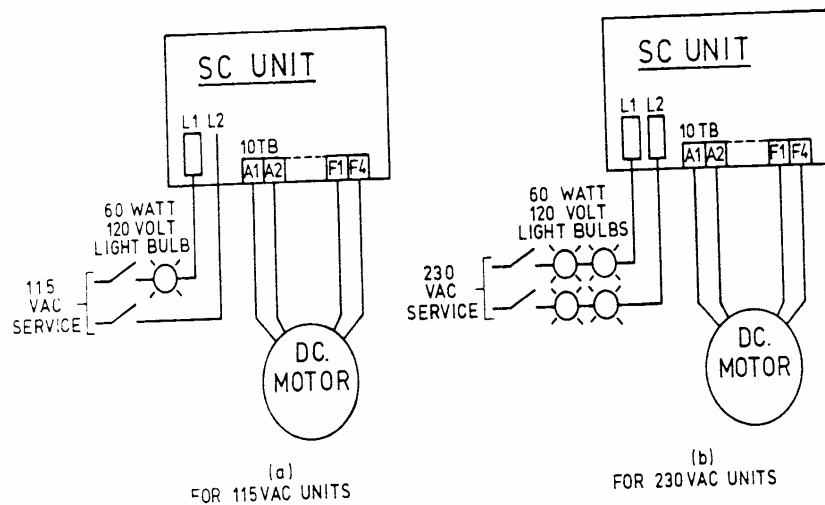 SC UNIT
L1 L2
10TB
A1 A2 F1 F4
60 WATT
120 VOLT
LIGHT BULB
115
VAC
SERVICE
DC.
MOTOR
(a)
FOR 115VAC UNITS
SC UNIT
L1 L2
10TB
A1 A2 F1 F4
60 WATT
120 VOLT
LIGHT BULBS
230
VAC
SERVICE
DC.
MOTOR
(b)
FOR 230VAC UNITS